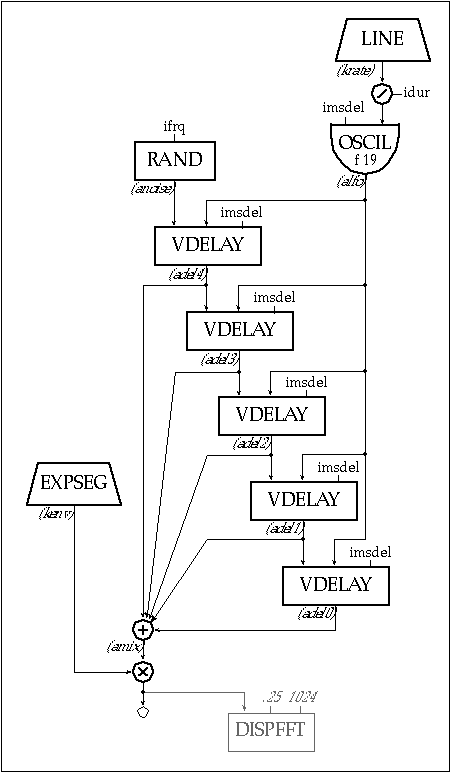 LINE
(krate)
idur
imsdel
OSCIL
f 19
(alfo)
ifrq
RAND
(anoise)
imsdel
VDELAY
(adel4)
imsdel
VDELAY
(adel3)
imsdel
VDELAY
(adel2)
imsdel
VDELAY
(adel1)
EXPSEG
(kenv)
imsdel
VDELAY
(adel0)
+
(amix)
×
.25 1024
DISPFFT